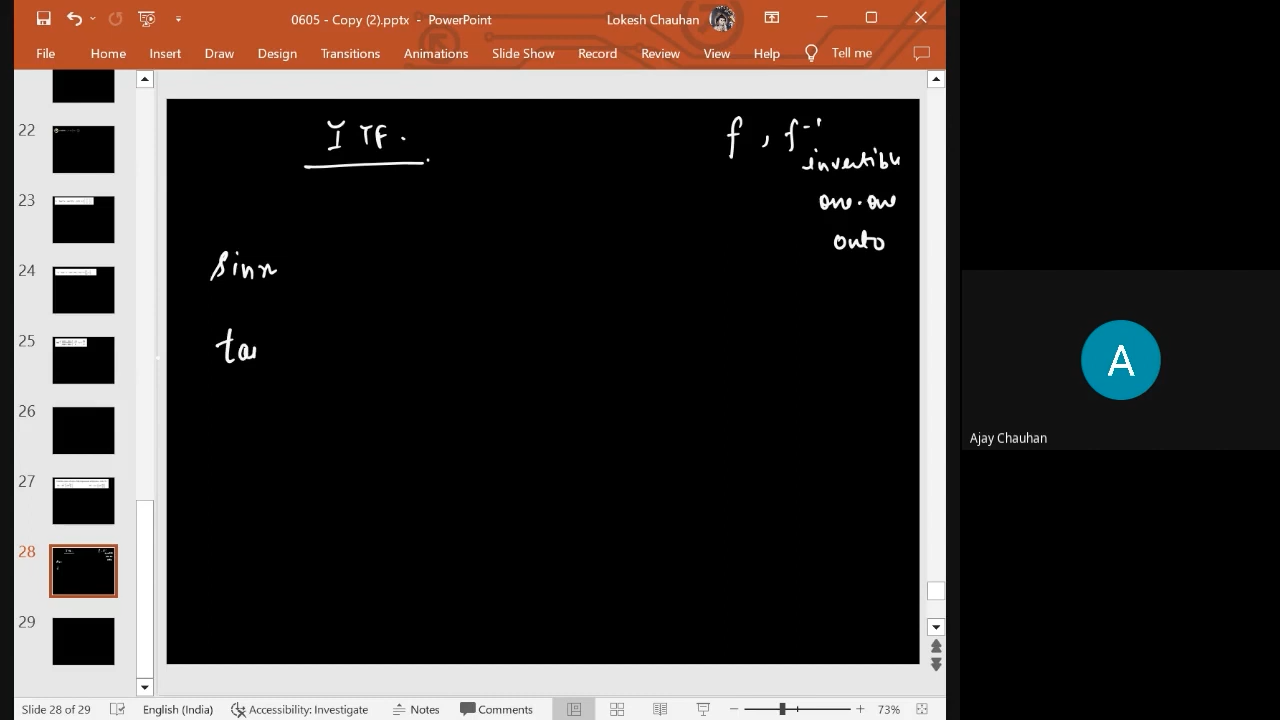 0605 - Copy (2).pptx - PowerPoint
Lokesh Chauhan
File Home Insert Draw Design Transitions Animations Slide Show Record Review View Help Tell me
22
23
24
25
26
27
28
29
ITF.
f, f⁻¹
invertible
one-one
onto
sinx
tan
A
Ajay Chauhan
Slide 28 of 29 English (India) Accessibility: Investigate Notes Comments 73%